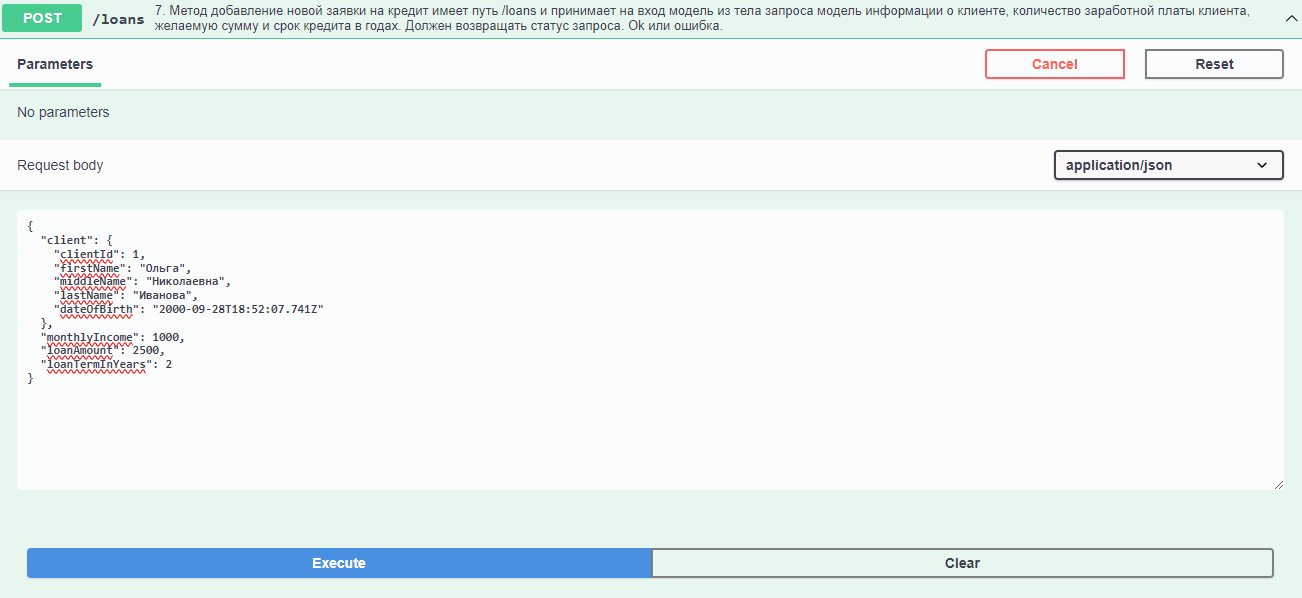 POST /loans 7. Метод добавление новой заявки на кредит имеет путь /loans и принимает на вход модель из тела запроса модель информации о клиенте, количество заработной платы клиента,
желаемую сумму и срок кредита в годах. Должен возвращать статус запроса. Ok или ошибка.
Parameters Cancel Reset
No parameters
Request body application/json
{
  "client": {
    "clientId": 1,
    "firstName": "Ольга",
    "middleName": "Николаевна",
    "lastName": "Иванова",
    "dateOfBirth": "2000-09-28T18:52:07.741Z"
  },
  "monthlyIncome": 1000,
  "loanAmount": 2500,
  "loanTermInYears": 2
}
Execute Clear